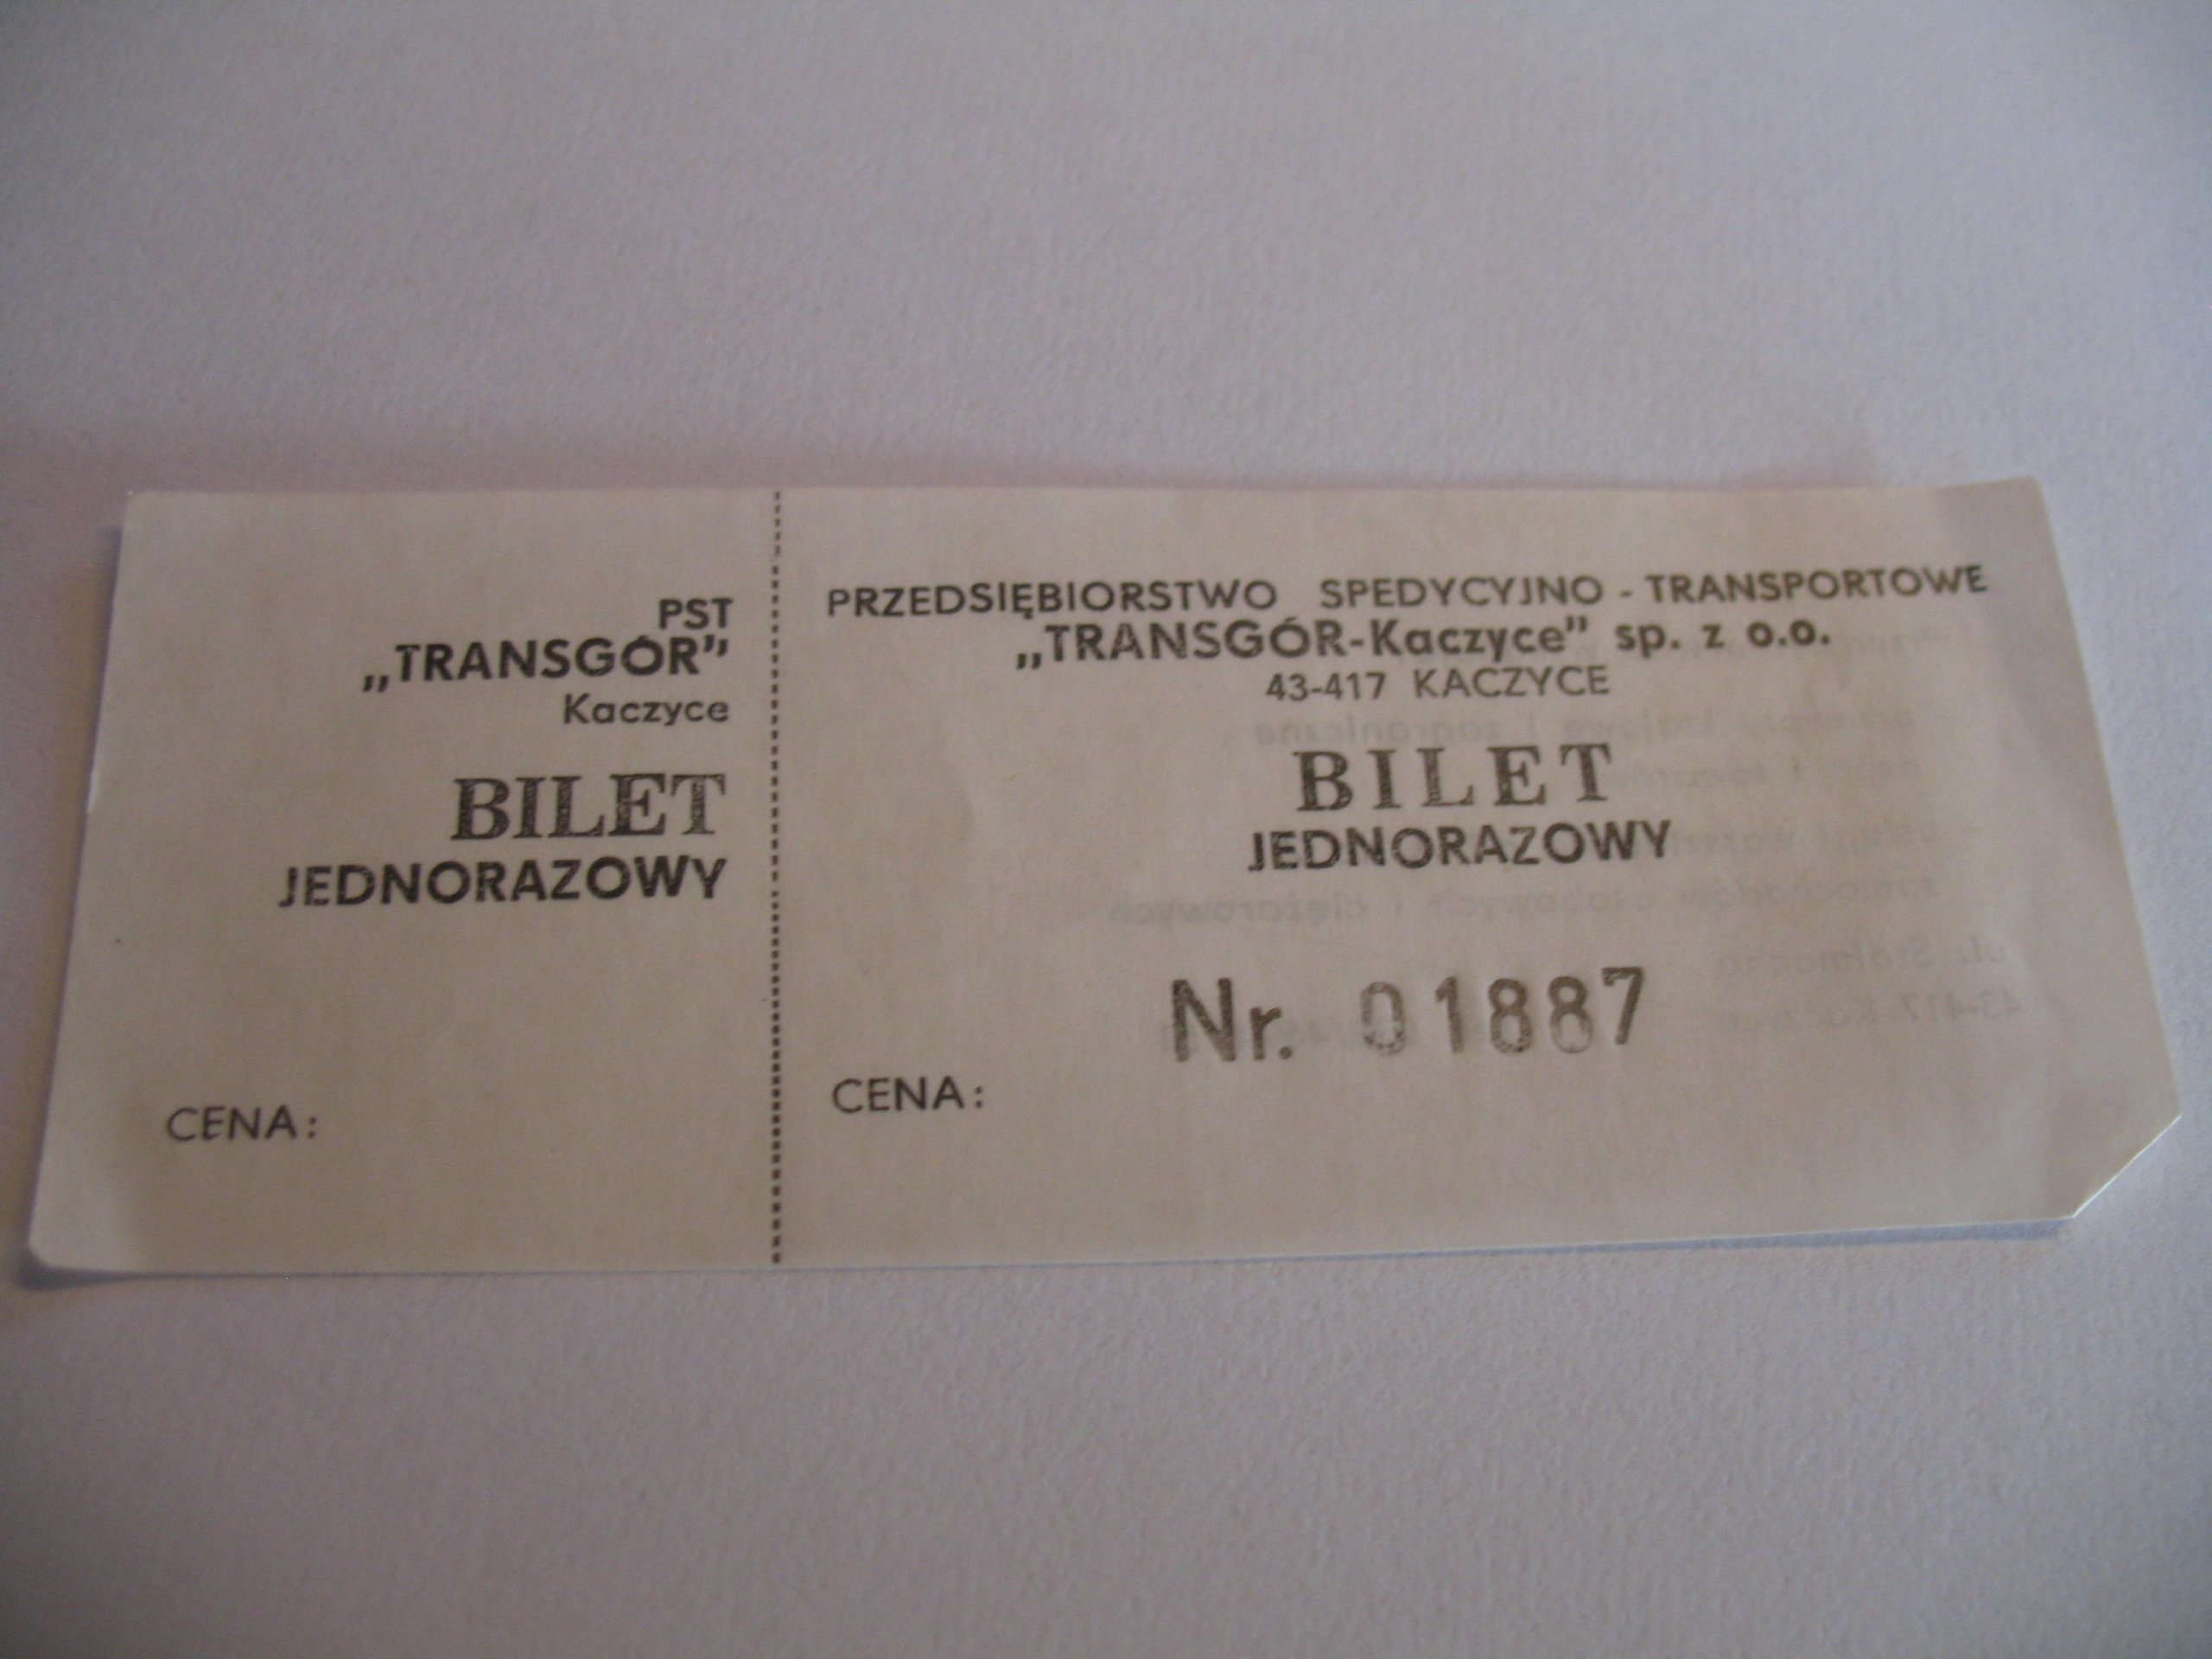 PST
„TRANSGÓR”
Kaczyce
BILET
JEDNORAZOWY
CENA:
PRZEDSIĘBIORSTWO SPEDYCYJNO - TRANSPORTOWE
„TRANSGÓR-Kaczyce” sp. z o.o.
43-417 KACZYCE
BILET
JEDNORAZOWY
Nr. 01887
CENA: